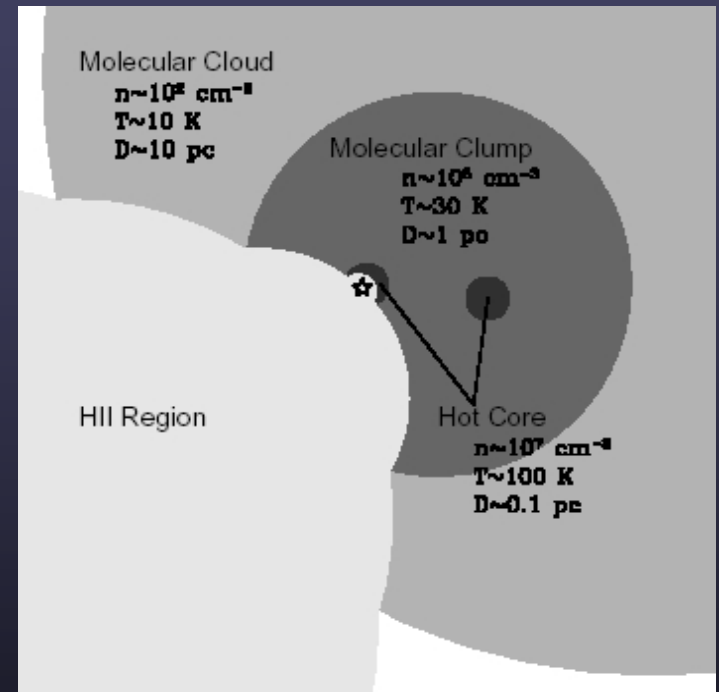 Molecular Cloud
n~10² cm⁻³
T~10 K
D~10 pc
Molecular Clump
n~10⁵ cm⁻³
T~30 K
D~1 pc
HII Region
Hot Core
n~10⁷ cm⁻³
T~100 K
D~0.1 pc